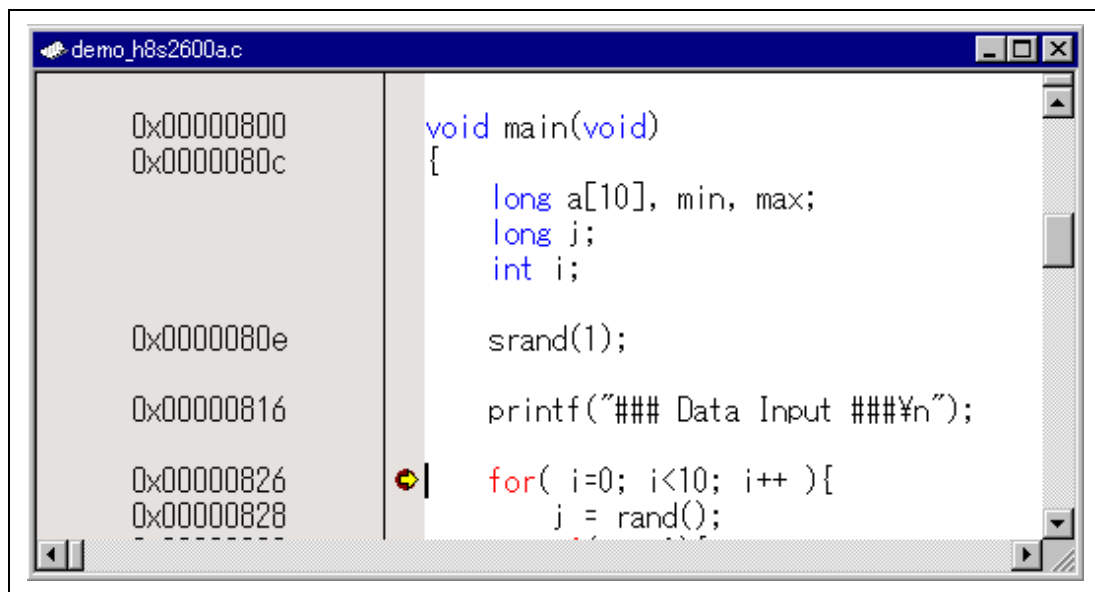 demo_h8s2600a.c
0x00000800 void main(void)
0x0000080c {
long a[10], min, max;
long j;
int i;
0x0000080e srand(1);
0x00000816 printf("### Data Input ###¥n");
0x00000826 for( i=0; i<10; i++ ){
0x00000828 j = rand();